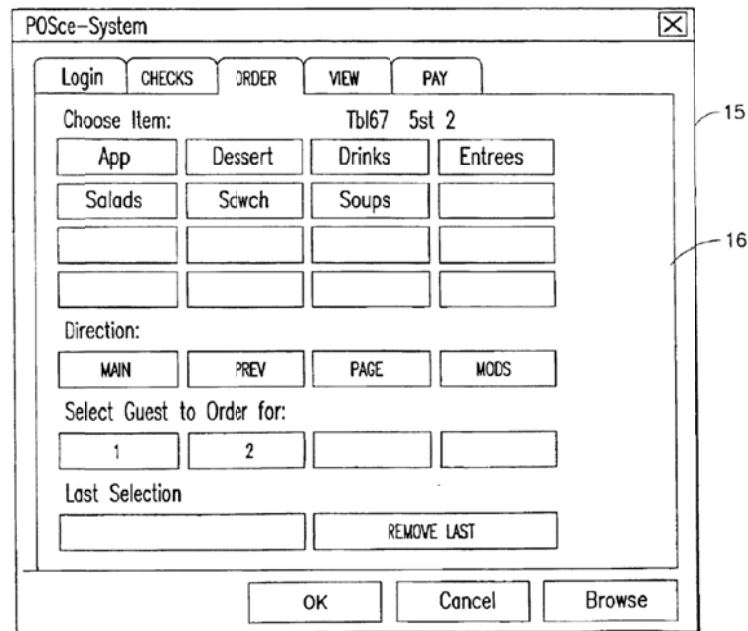 POSce-System
Login CHECKS ORDER VIEW PAY
15
Choose Item: Tbl67 5st 2
App Dessert Drinks Entrees
Salads Sdwch Soups
16
Direction:
MAIN PREV PAGE MODS
Select Guest to Order for:
1 2
Last Selection
REMOVE LAST
OK Cancel Browse